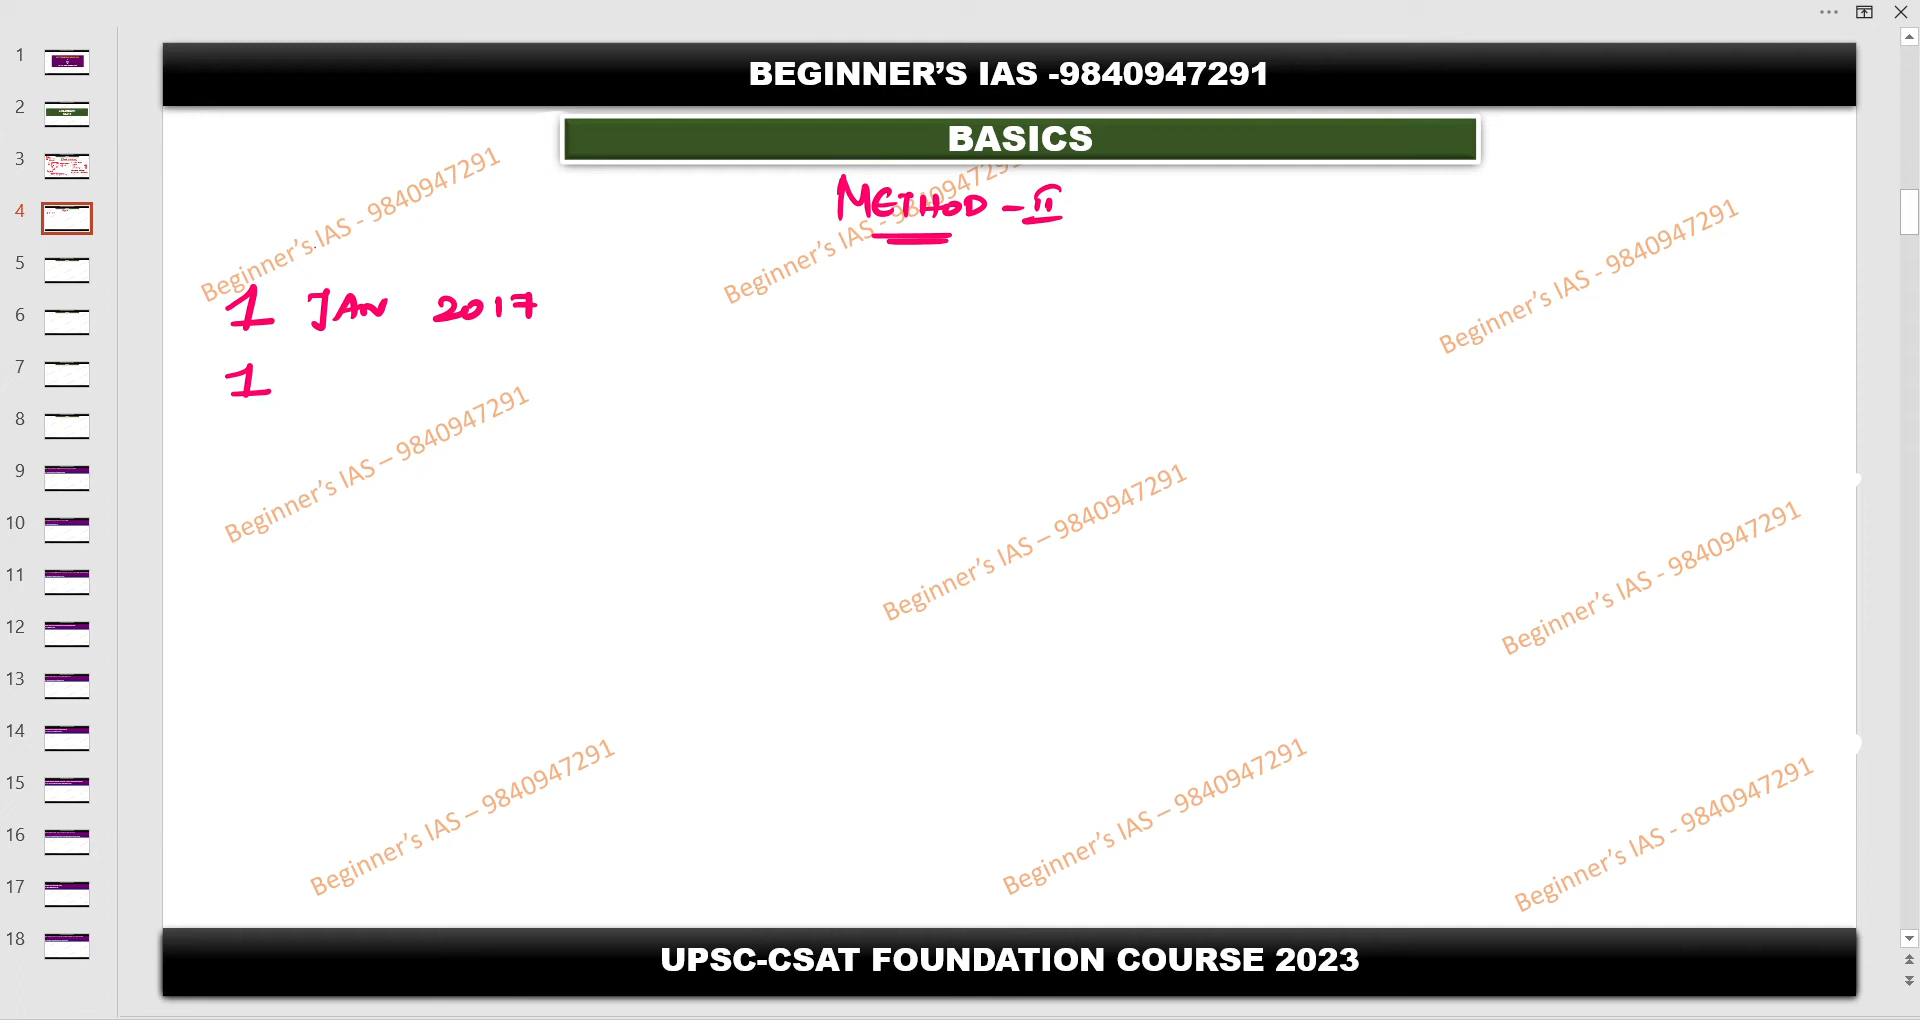 1
2
3
4
5
6
7
8
9
10
11
12
13
14
15
16
17
18
BEGINNER’S IAS -9840947291
BASICS
METHOD - II
1 JAN 2017
1
Beginner’s IAS - 9840947291
Beginner’s IAS - 9840947291
Beginner’s IAS - 9840947291
Beginner’s IAS – 9840947291
Beginner’s IAS – 9840947291
Beginner’s IAS - 9840947291
Beginner’s IAS – 9840947291
Beginner’s IAS – 9840947291
Beginner’s IAS - 9840947291
UPSC-CSAT FOUNDATION COURSE 2023